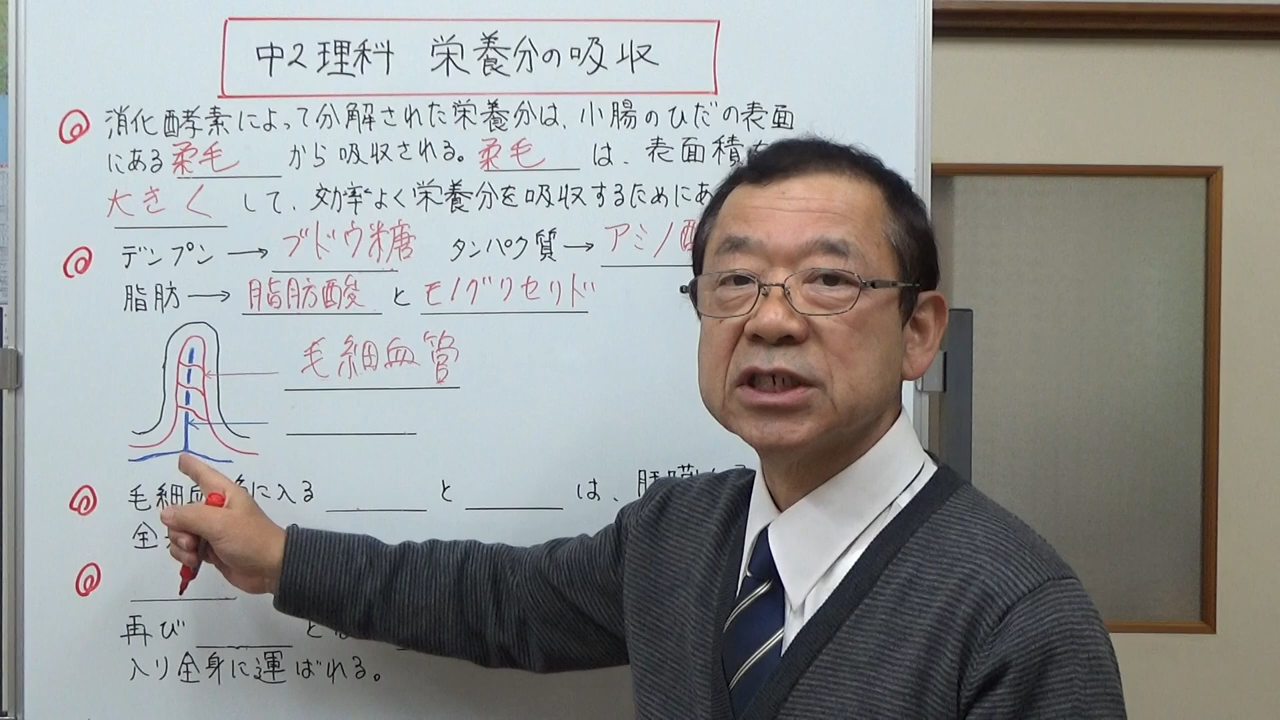 中2理科 栄養分の吸収
◎ 消化酵素によって分解された栄養分は、小腸のひだの表面
にある柔毛 から吸収される。柔毛 は、表面積
大きく して、効率よく栄養分を吸収するために
◎ デンプン→ブドウ糖 タンパク質→アミノ
脂肪→脂肪酸 と モノグリセリド
毛細血管
◎ 毛細 に入る と は、
全
◎
再び
入り全身に運ばれる。